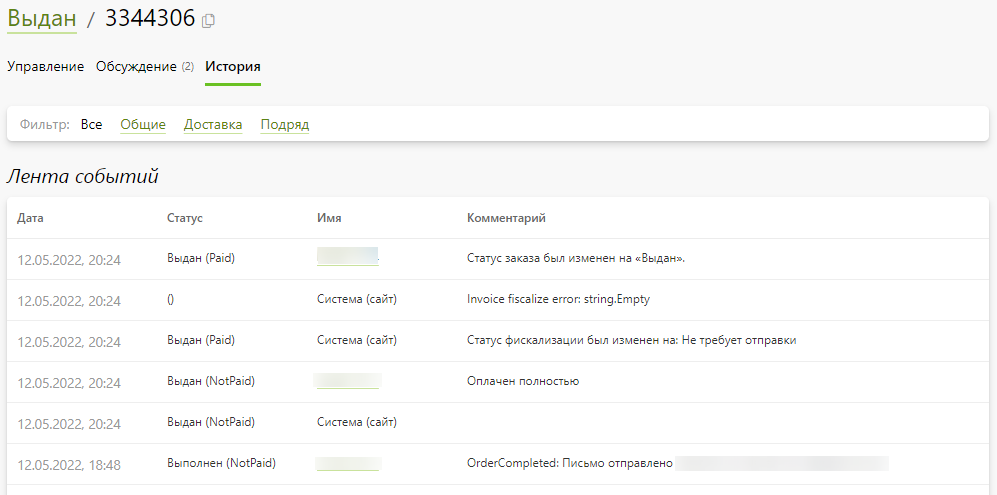 Выдан / 3344306
Управление Обсуждение (2) История
Фильтр: Все Общие Доставка Подряд
Лента событий
Дата Статус Имя Комментарий
12.05.2022, 20:24 Выдан (Paid) Статус заказа был изменен на «Выдан».
12.05.2022, 20:24 () Система (сайт) Invoice fiscalize error: string.Empty
12.05.2022, 20:24 Выдан (Paid) Система (сайт) Статус фискализации был изменен на: Не требует отправки
12.05.2022, 20:24 Выдан (NotPaid) Оплачен полностью
12.05.2022, 20:24 Выдан (NotPaid) Система (сайт)
12.05.2022, 18:48 Выполнен (NotPaid) OrderCompleted: Письмо отправлено